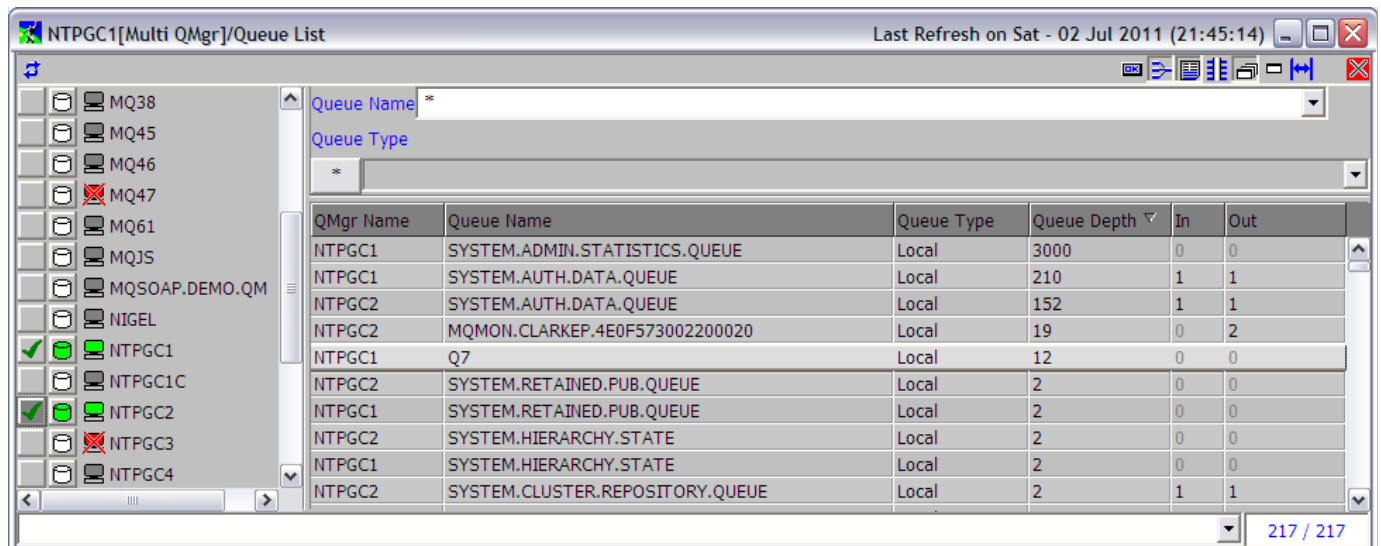 NTPGC1[Multi QMgr]/Queue List Last Refresh on Sat - 02 Jul 2011 (21:45:14)
OK
MQ38
MQ45
MQ46
MQ47
MQ61
MQJS
MQSOAP.DEMO.QM
NIGEL
NTPGC1
NTPGC1C
NTPGC2
NTPGC3
NTPGC4
Queue Name *
Queue Type
*
QMgr Name Queue Name Queue Type Queue Depth In Out
NTPGC1 SYSTEM.ADMIN.STATISTICS.QUEUE Local 3000 0 0
NTPGC1 SYSTEM.AUTH.DATA.QUEUE Local 210 1 1
NTPGC2 SYSTEM.AUTH.DATA.QUEUE Local 152 1 1
NTPGC2 MQMON.CLARKEP.4E0F573002200020 Local 19 0 2
NTPGC1 Q7 Local 12 0 0
NTPGC2 SYSTEM.RETAINED.PUB.QUEUE Local 2 0 0
NTPGC1 SYSTEM.RETAINED.PUB.QUEUE Local 2 0 0
NTPGC2 SYSTEM.HIERARCHY.STATE Local 2 0 0
NTPGC1 SYSTEM.HIERARCHY.STATE Local 2 0 0
NTPGC2 SYSTEM.CLUSTER.REPOSITORY.QUEUE Local 2 1 1
217 / 217